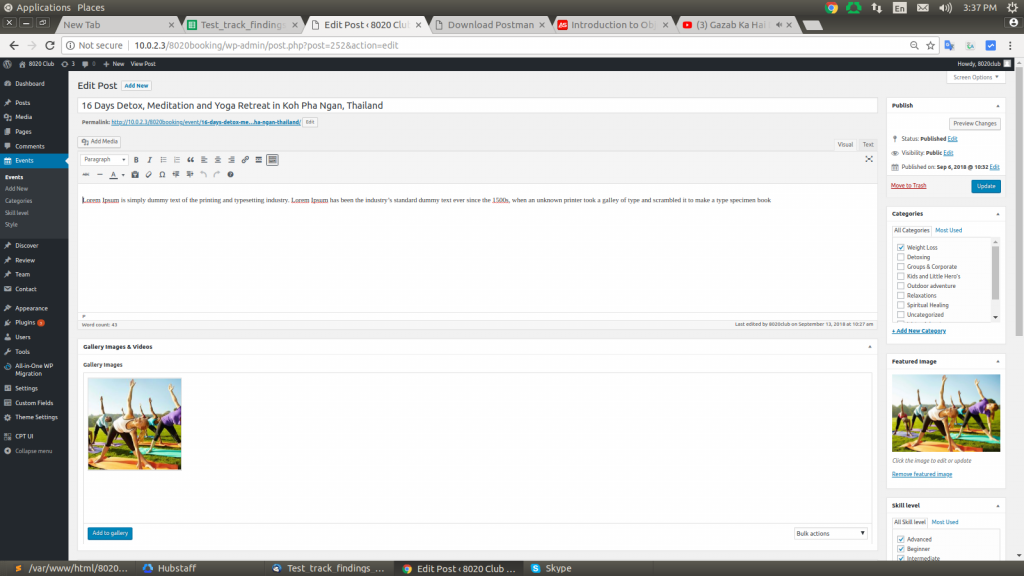 Applications Places
En
3:37 PM
New Tab
Test_track_findings
Edit Post ‹ 8020 Clu
Download Postman
Introduction to Obj
(3) Gazab Ka Hai
Not secure | 10.0.2.3/8020booking/wp-admin/post.php?post=252&action=edit
8020 Club 3 New View Post
Howdy, 8020club
Screen Options
Edit Post Add New
16 Days Detox, Meditation and Yoga Retreat in Koh Pha Ngan, Thailand
Permalink: http://10.0.2.3/8020booking/event/16-days-detox-me…ha-ngan-thailand/ Edit
Add Media
Visual Text
Paragraph
Lorem Ipsum is simply dummy text of the printing and typesetting industry. Lorem Ipsum has been the industry's standard dummy text ever since the 1500s, when an unknown printer took a galley of type and scrambled it to make a type specimen book
P
Word count: 43
Last edited by 8020club on September 13, 2018 at 10:27 am
Gallery Images & Videos
Gallery Images
Add to gallery
Bulk actions
Dashboard
Posts
Media
Pages
Comments
Events
Events
Add New
Categories
Skill level
Style
Discover
Review
Team
Contact
Appearance
Plugins
Users
Tools
All-in-One WP
Migration
Settings
Custom Fields
Theme Settings
CPT UI
Collapse menu
Publish
Preview Changes
Status: Published Edit
Visibility: Public Edit
Published on: Sep 6, 2018 @ 10:32 Edit
Move to Trash
Update
Categories
All Categories Most Used
Weight Loss
Detoxing
Groups & Corporate
Kids and Little Hero's
Outdoor adventure
Relaxations
Spiritual Healing
Uncategorized
+ Add New Category
Featured Image
Click the image to edit or update
Remove featured image
Skill level
All Skill level Most Used
Advanced
Beginner
Intermediate
/var/www/html/8020...
Hubstaff
Test_track_findings ...
Edit Post ‹ 8020 Club ...
Skype